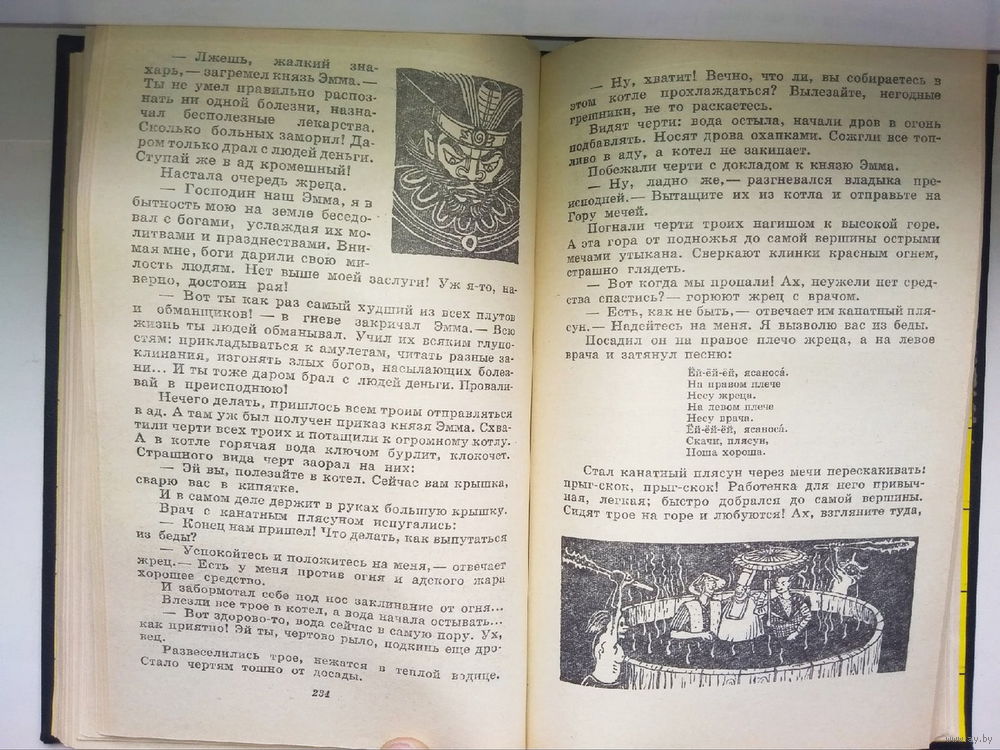 — Лжешь, жалкий зна-
харь,— загремел князь Эмма.—
Ты не умел правильно распоз-
нать ни одной болезни, назна-
чал бесполезные лекарства.
Сколько больных заморил! Да-
ром только драл с людей деньги.
Ступай же в ад кромешный!
Настала очередь жреца.
— Господин наш Эмма, я в
бытность мою на земле беседо-
вал с богами, услаждая их мо-
литвами и празднествами. Вни-
мая мне, боги дарили свою ми-
лость людям. Нет выше моей заслуги! Уж я-то, на-
верно, достоин рая!
— Вот ты как раз самый худший из всех плутов
и обманщиков! — в гневе закричал Эмма.— Всю
жизнь ты людей обманывал. Учил их всяким глупо-
стям: прикладываться к амулетам, читать разные за-
клинания, изгонять злых богов, насылающих болез-
ни... И ты тоже даром брал с людей деньги. Провали-
вай в преисподнюю!
Нечего делать, пришлось всем троим отправляться
в ад. А там уж был получен приказ князя Эмма. Схва-
тили черти всех троих и потащили к огромному котлу.
А в котле горячая вода ключом бурлит, клокочет.
Страшного вида черт заорал на них:
— Эй вы, полезайте в котел. Сейчас вам крышка,
сварю вас в кипятке.
И в самом деле держит в руках большую крышку.
Врач с канатным плясуном испугались:
— Конец нам пришел! Что делать, как выпутаться
из беды?
— Успокойтесь и положитесь на меня,— отвечает
жрец.— Есть у меня против огня и адского жара
хорошее средство.
И забормотал себе под нос заклинание от огня...
Влезли все трое в котел, а вода начала остывать...
— Вот здорово-то, вода сейчас в самую пору. Ух,
как приятно! Эй ты, чертово рыло, подкинь еще дро-
вец.
Развеселились трое, нежатся в теплой водице.
Стало чертям тошно от досады.
234
— Ну, хватит! Вечно, что ли, вы собираетесь в
этом котле прохлаждаться? Вылезайте, негодные
грешники, не то раскаетесь.
Видят черти: вода остыла, начали дров в огонь
подбавлять. Носят дрова охапками. Сожгли все топ-
ливо в аду, а котел не закипает.
Побежали черти с докладом к князю Эмма.
— Ну, ладно же,— разгневался владыка пре-
исподней.— Вытащите их из котла и отправьте на
Гору мечей.
Погнали черти троих нагишом к высокой горе.
А эта гора от подножья до самой вершины острыми
мечами утыкана. Сверкают клинки красным огнем,
страшно глядеть.
— Вот когда мы пропали! Ах, неужели нет сред-
ства спастись?— горюют жрец с врачом.
— Есть, как не быть,— отвечает им канатный пля-
сун.— Надейтесь на меня. Я вызволю вас из беды.
Посадил он на правое плечо жреца, а на левое
врача и затянул песню:
Ёй-ёй-ёй, ясаноса́.
На правом плече
Несу жреца.
На левом плече
Несу врача.
Ёй-ёй-ёй, ясаноса́.
Скачи, плясун,
Ноша хороша.
Стал канатный плясун через мечи перескакивать:
прыг-скок, прыг-скок! Работенка для него привыч-
ная, легкая; быстро добрался до самой вершины.
Сидят трое на горе и любуются! Ах, взгляните туда,
www.ay.by